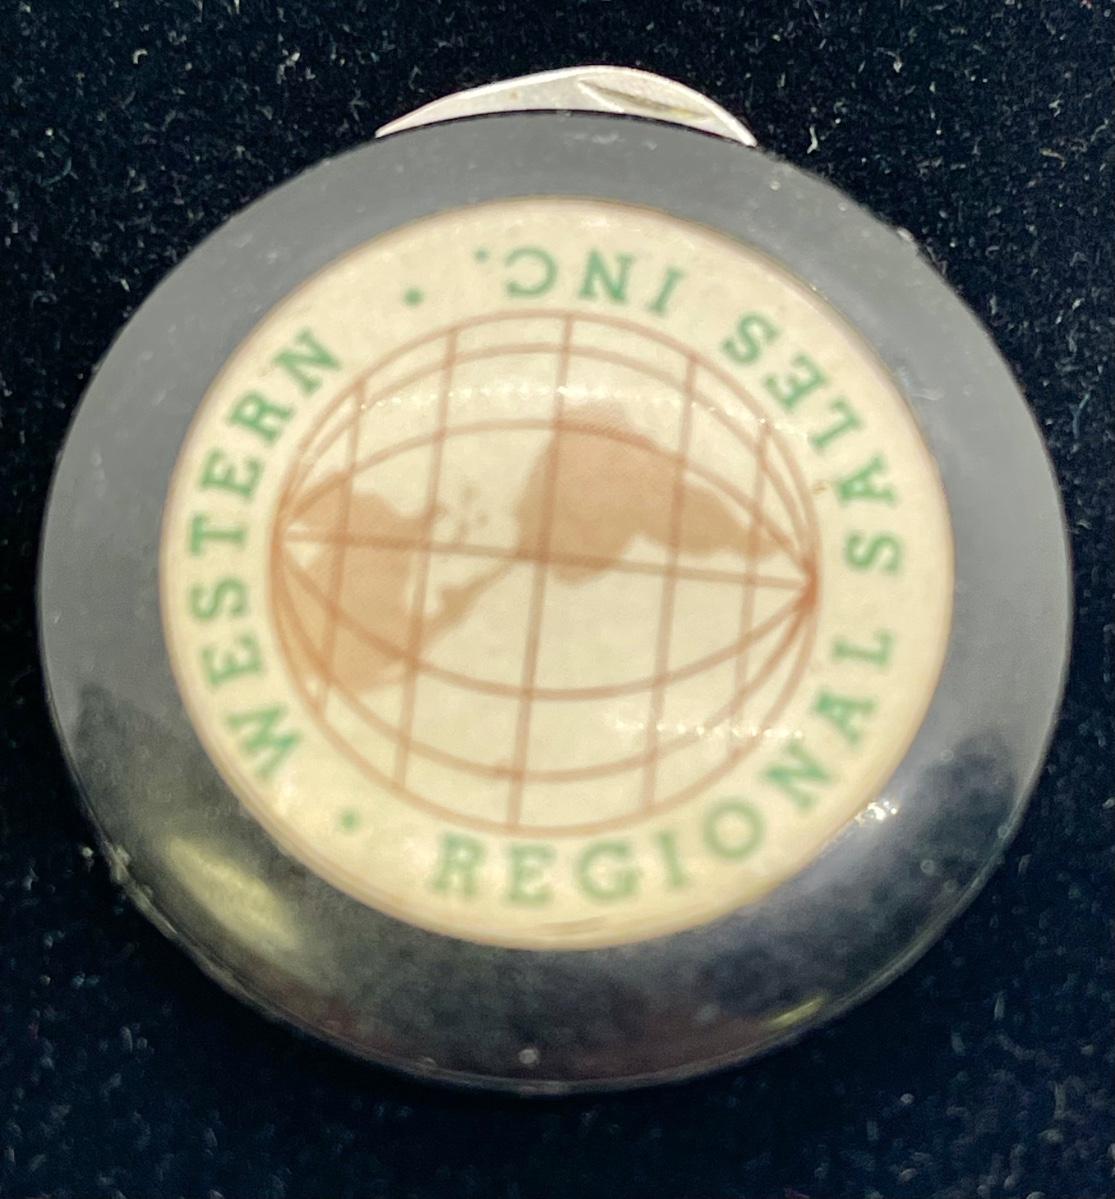 WESTERN • REGIONAL SALES INC. •